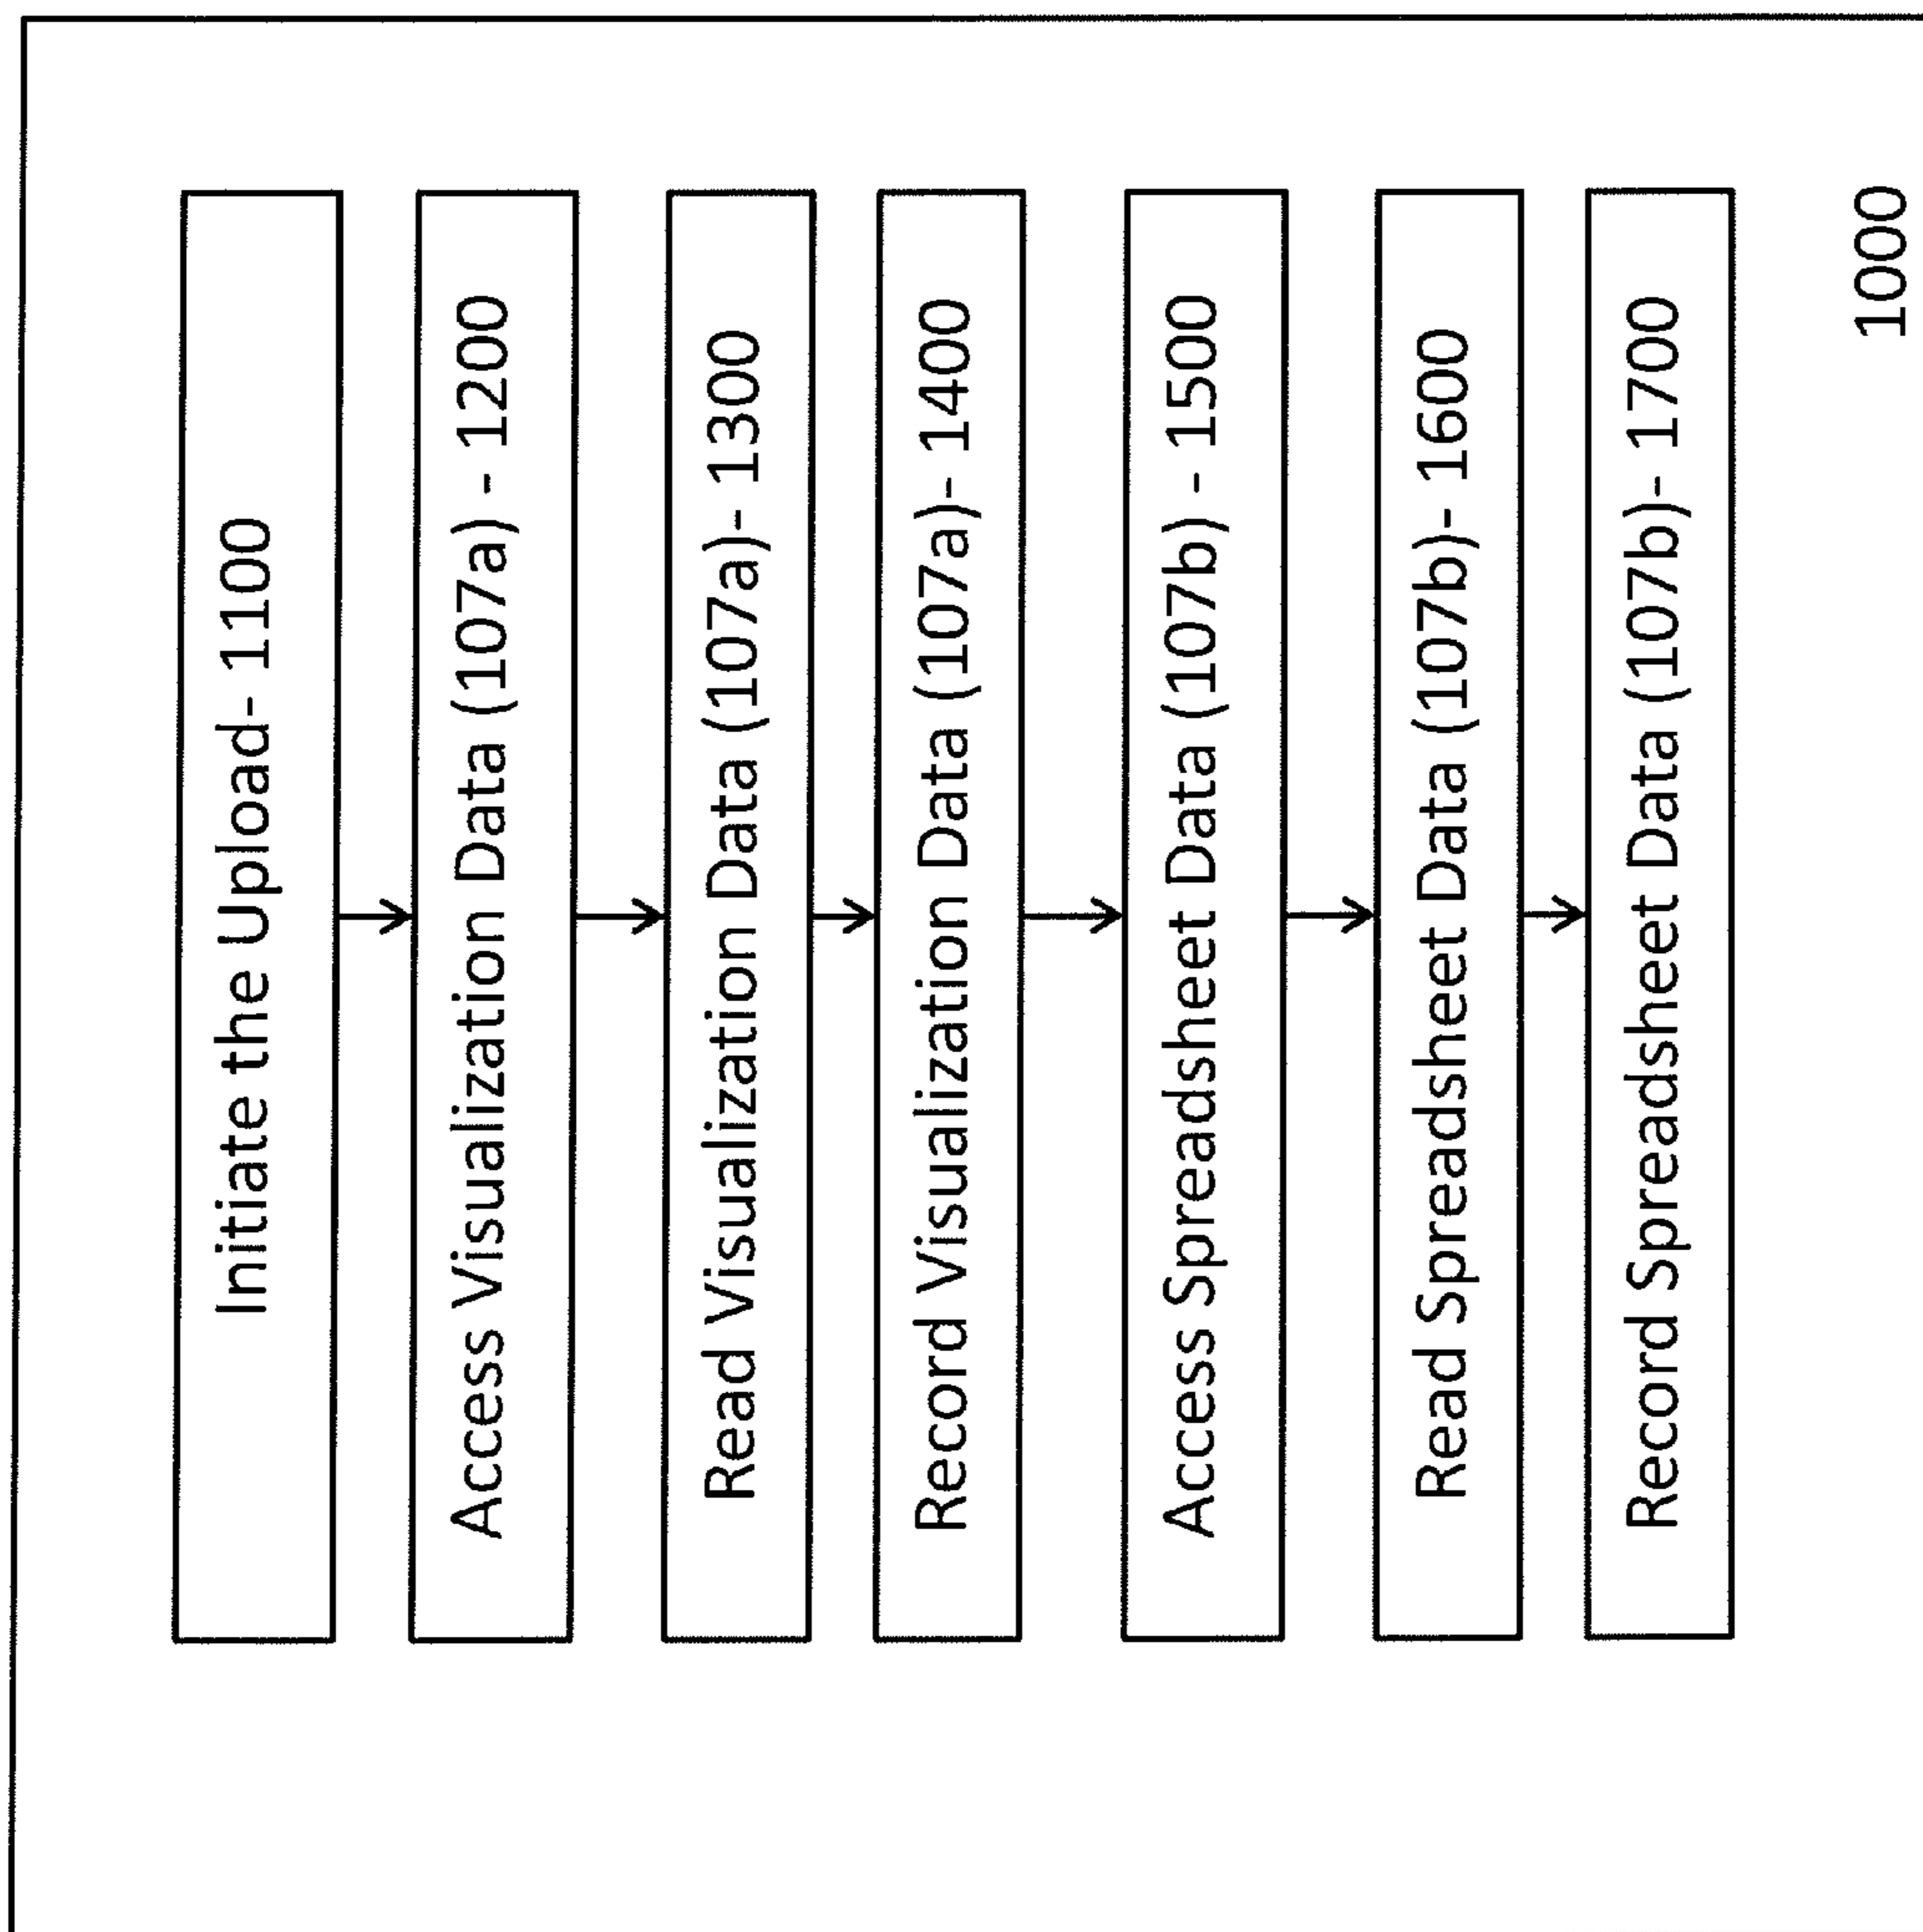 Initiate the Upload- 1100
Access Visualization Data (107a) - 1200
Read Visualization Data (107a)- 1300
Record Visualization Data (107a)- 1400
Access Spreadsheet Data (107b) - 1500
Read Spreadsheet Data (107b)- 1600
Record Spreadsheet Data (107b)- 1700
1000